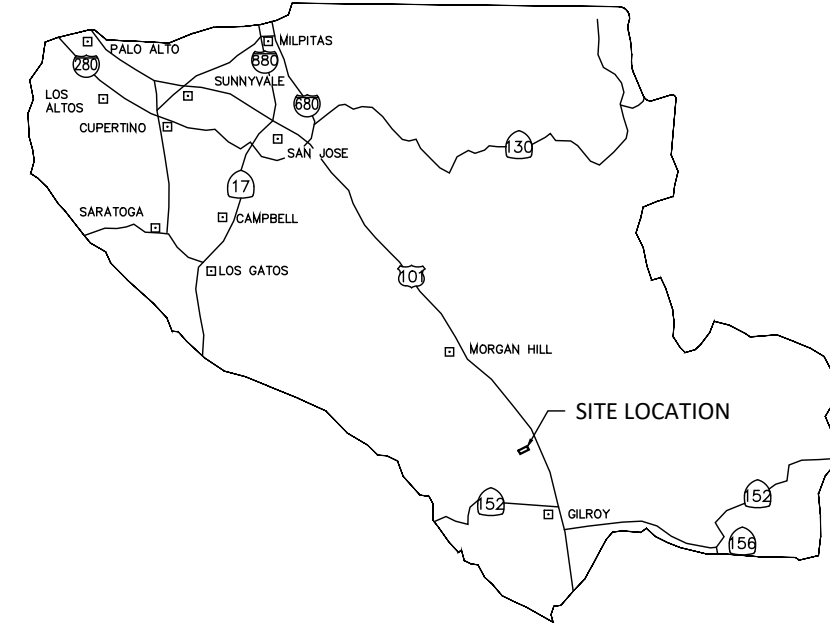 PALO ALTO
MILPITAS
280
880
SUNNYVALE
LOS
ALTOS
680
CUPERTINO
SAN JOSE
130
17
SARATOGA
CAMPBELL
LOS GATOS
101
MORGAN HILL
SITE LOCATION
152
GILROY
152
156